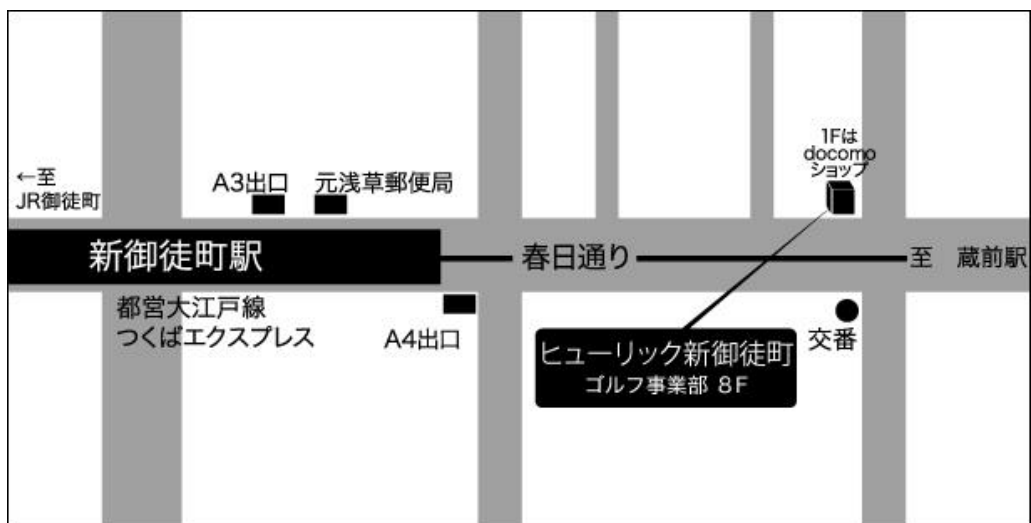 1Fは
docomo
ショップ
←至
JR御徒町
A3出口
元浅草郵便局
新御徒町駅
春日通り
至 蔵前駅
都営大江戸線
つくばエクスプレス
A4出口
ヒューリック新御徒町
ゴルフ事業部 8F
交番